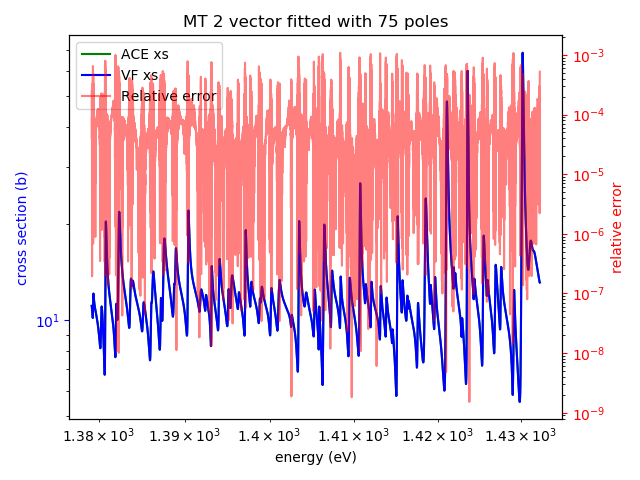 MT 2 vector fitted with 75 poles
ACE xs
VF xs
Relative error
cross section (b)
10¹
10⁻³
10⁻⁴
10⁻⁵
10⁻⁶
10⁻⁷
10⁻⁸
10⁻⁹
relative error
1.38 × 10³ 1.39 × 10³ 1.4 × 10³ 1.41 × 10³ 1.42 × 10³ 1.43 × 10³
energy (eV)